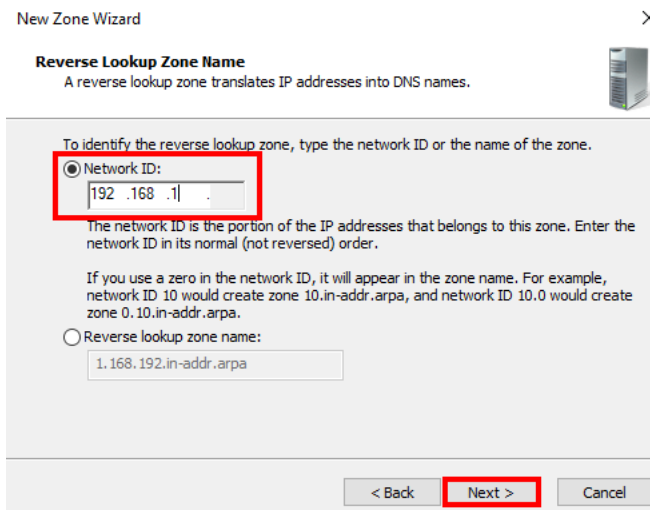 New Zone Wizard
Reverse Lookup Zone Name
A reverse lookup zone translates IP addresses into DNS names.
To identify the reverse lookup zone, type the network ID or the name of the zone.
Network ID:
192 .168 .1 .
The network ID is the portion of the IP addresses that belongs to this zone. Enter the
network ID in its normal (not reversed) order.
If you use a zero in the network ID, it will appear in the zone name. For example,
network ID 10 would create zone 10.in-addr.arpa, and network ID 10.0 would create
zone 0.10.in-addr.arpa.
Reverse lookup zone name:
1.168.192.in-addr.arpa
< Back Next > Cancel